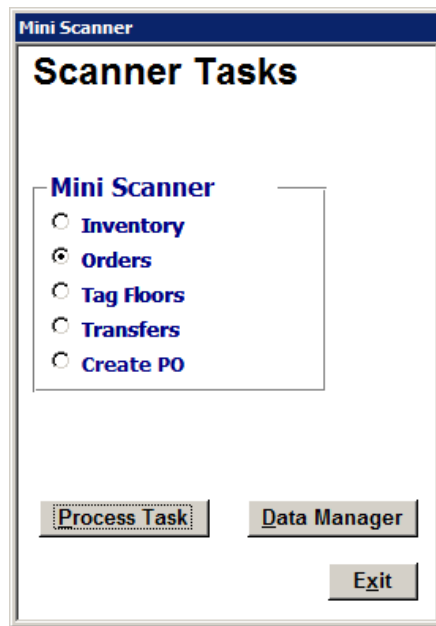 Mini Scanner
Scanner Tasks
Mini Scanner
Inventory
Orders
Tag Floors
Transfers
Create PO
Process Task Data Manager
Exit